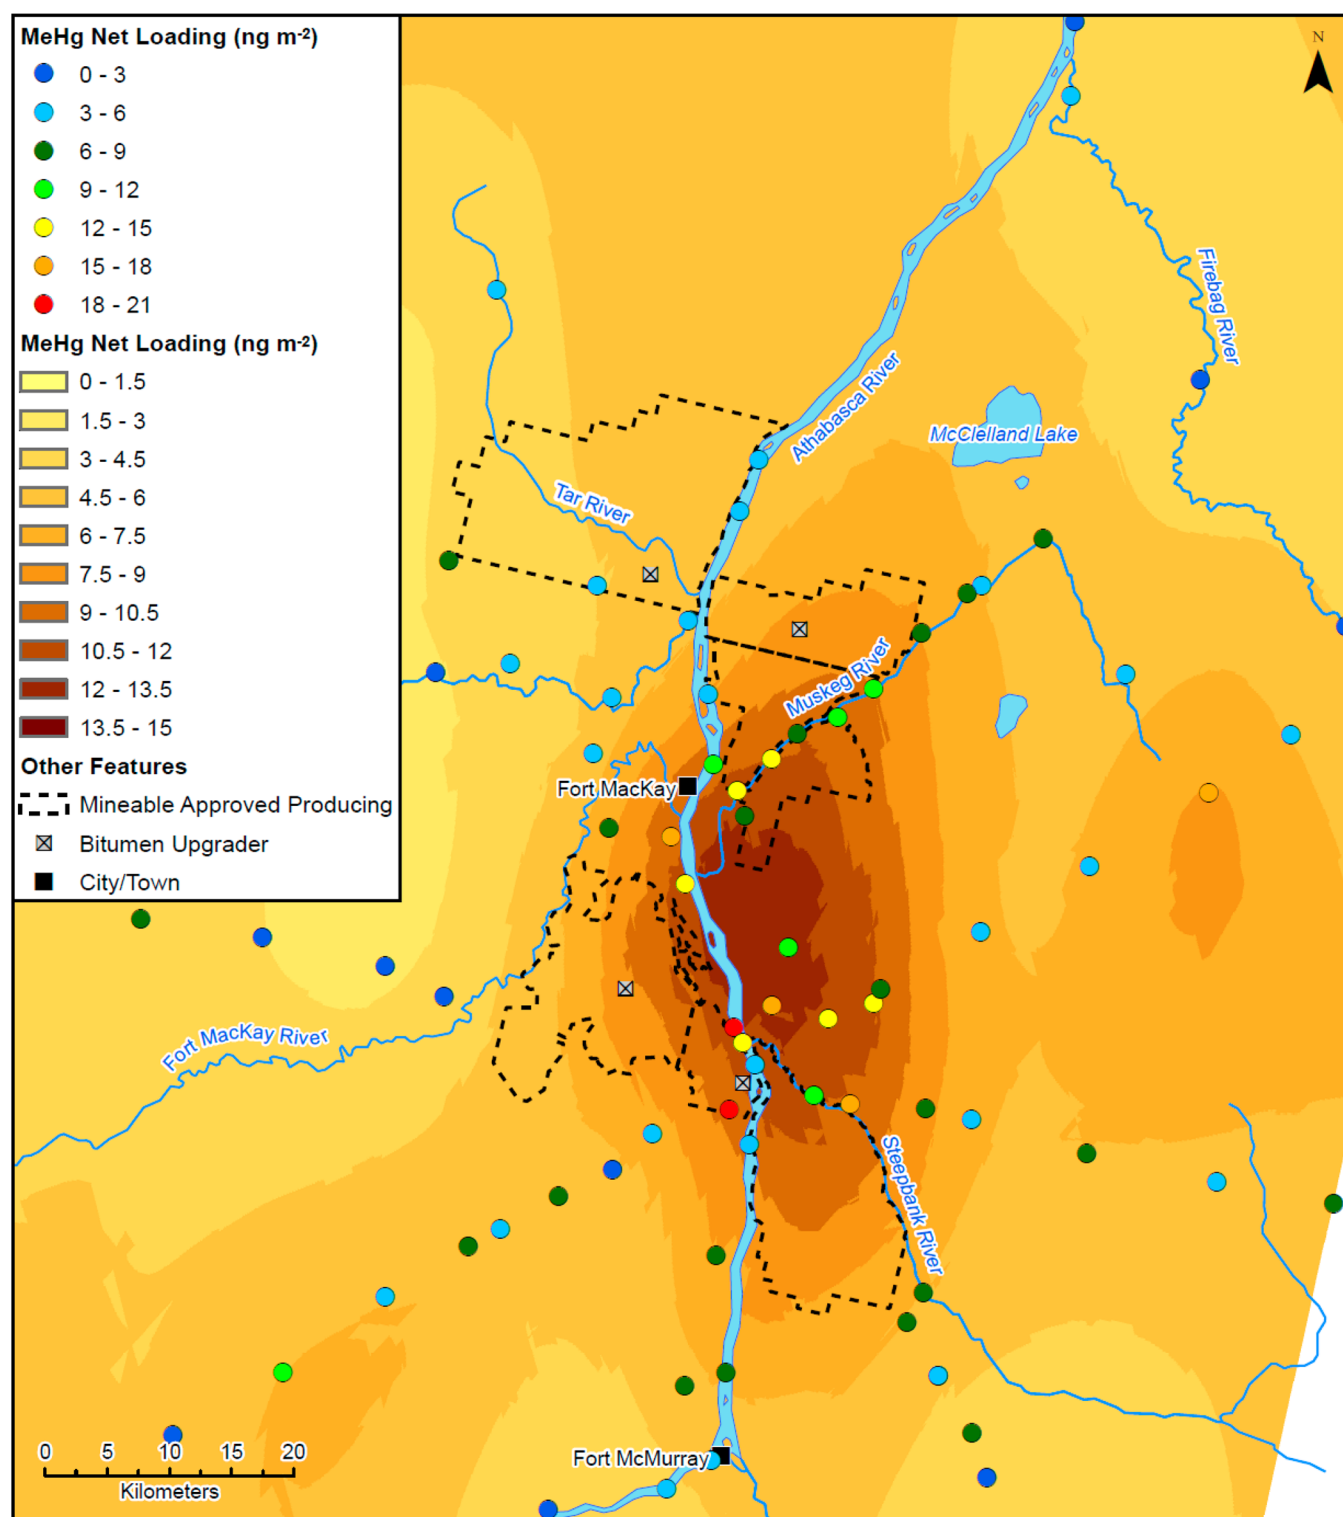 MeHg Net Loading (ng m-2)
0 - 3
3 - 6
6 - 9
9 - 12
12 - 15
15 - 18
18 - 21
MeHg Net Loading (ng m-2)
0 - 1.5
1.5 - 3
3 - 4.5
4.5 - 6
6 - 7.5
7.5 - 9
9 - 10.5
10.5 - 12
12 - 13.5
13.5 - 15
Other Features
Mineable Approved Producing
Bitumen Upgrader
City/Town
N
Firebag River
Athabasca River
McClelland Lake
Tar River
Muskeg River
Fort MacKay
Fort MacKay River
Steepbank River
Fort McMurray
0 5 10 15 20
Kilometers